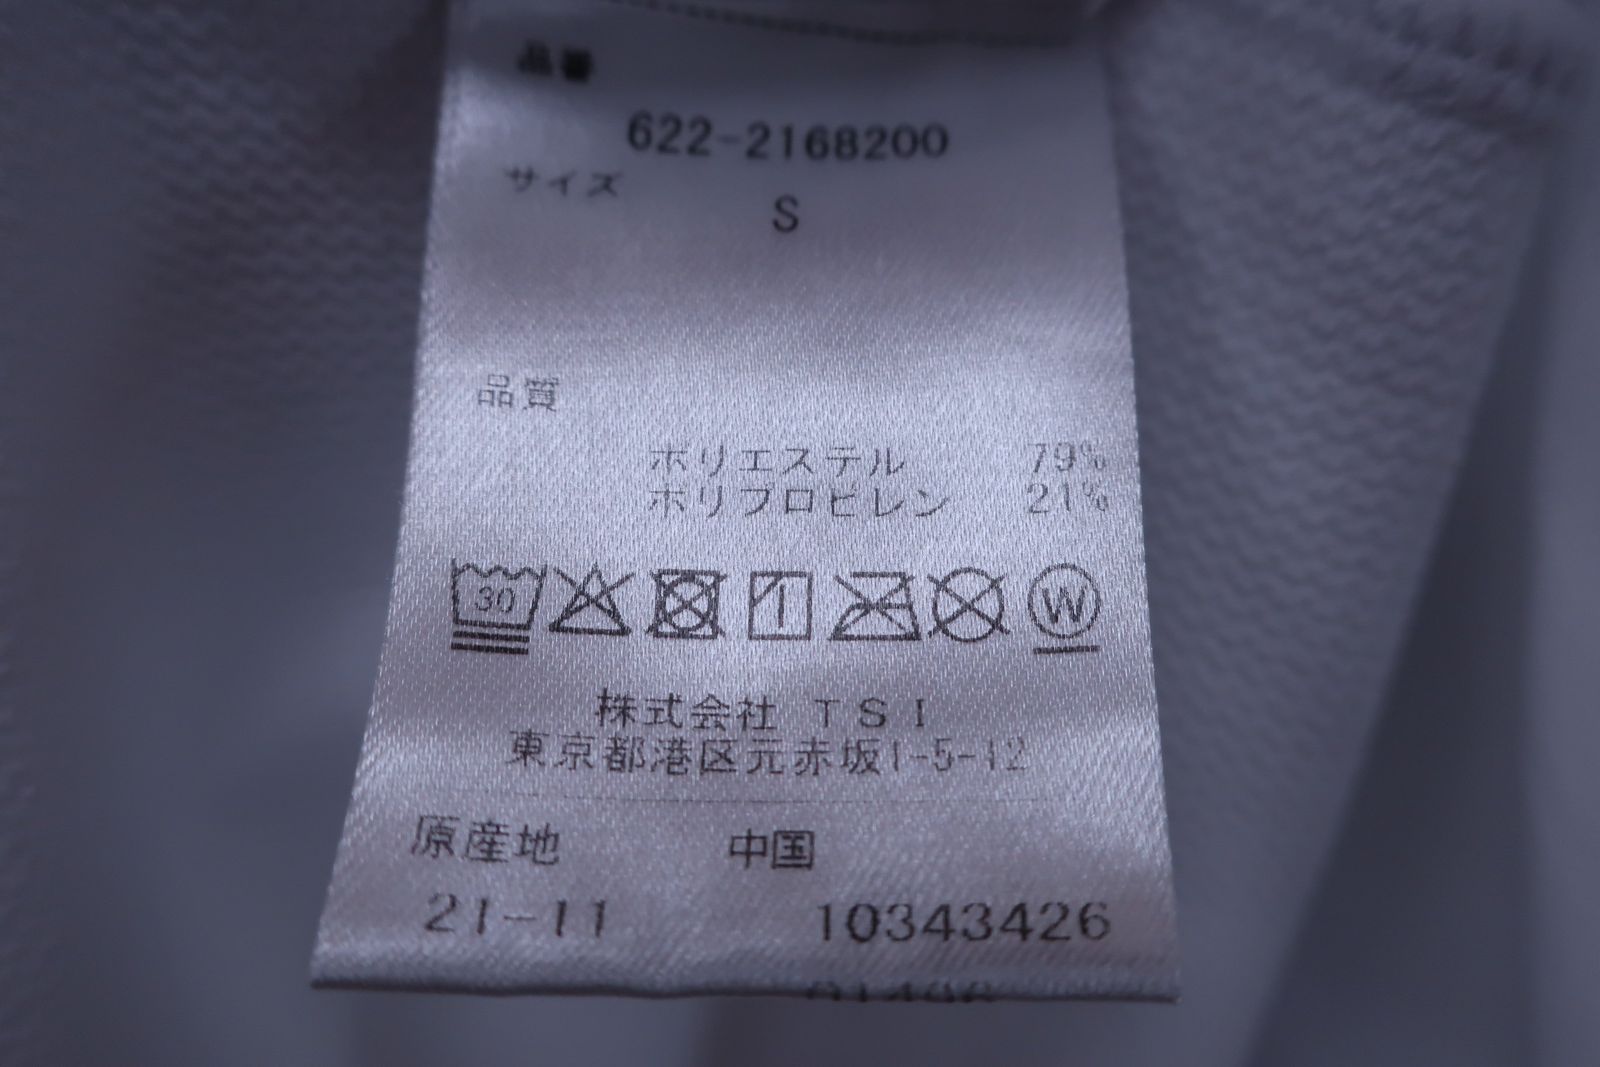 品番
622-2168200
サイズ
S
品質
ポリエステル 79%
ポリプロピレン 21%
30 W
株式会社 TSI
東京都港区元赤坂1-5-12
原産地 中国
21-11 10343426